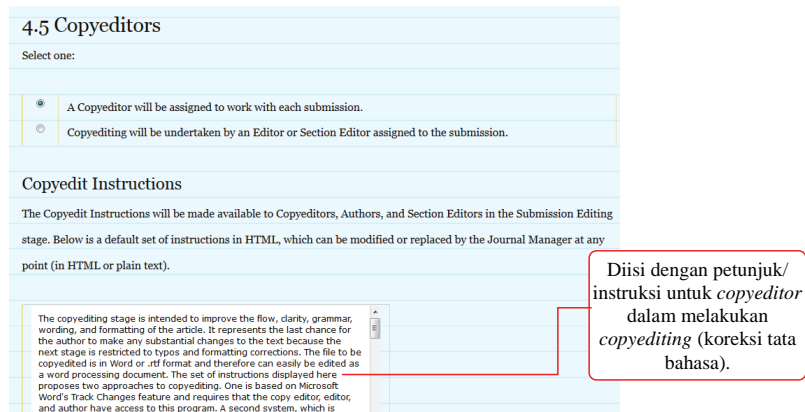 4.5 Copyeditors
Select one:
A Copyeditor will be assigned to work with each submission.
Copyediting will be undertaken by an Editor or Section Editor assigned to the submission.
Copyedit Instructions
The Copyedit Instructions will be made available to Copyeditors, Authors, and Section Editors in the Submission Editing
stage. Below is a default set of instructions in HTML, which can be modified or replaced by the Journal Manager at any
point (in HTML or plain text).
The copyediting stage is intended to improve the flow, clarity, grammar,
wording, and formatting of the article. It represents the last chance for
the author to make any substantial changes to the text because the
next stage is restricted to typos and formatting corrections. The file to be
copyedited is in Word or .rtf format and therefore can easily be edited as
a word processing document. The set of instructions displayed here
proposes two approaches to copyediting. One is based on Microsoft
Word's Track Changes feature and requires that the copy editor, editor,
and author have access to this program. A second system, which is
Diisi dengan petunjuk/
instruksi untuk copyeditor
dalam melakukan
copyediting (koreksi tata
bahasa).